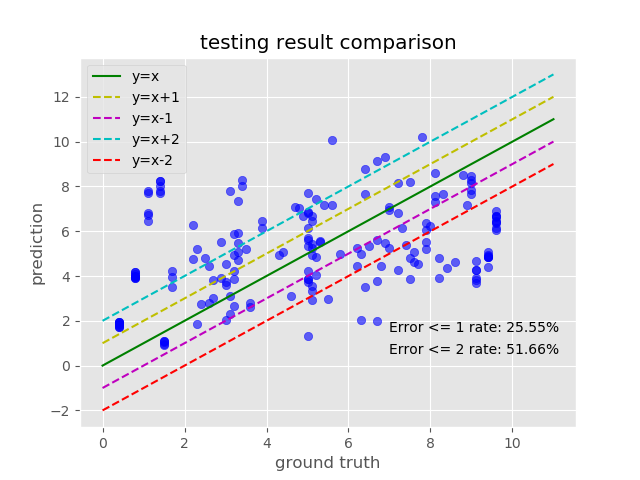 testing result comparison
y=x
y=x+1
y=x-1
y=x+2
y=x-2
12
10
8
6
4
2
0
−2
prediction
Error <= 1 rate: 25.55%
Error <= 2 rate: 51.66%
0 2 4 6 8 10
ground truth